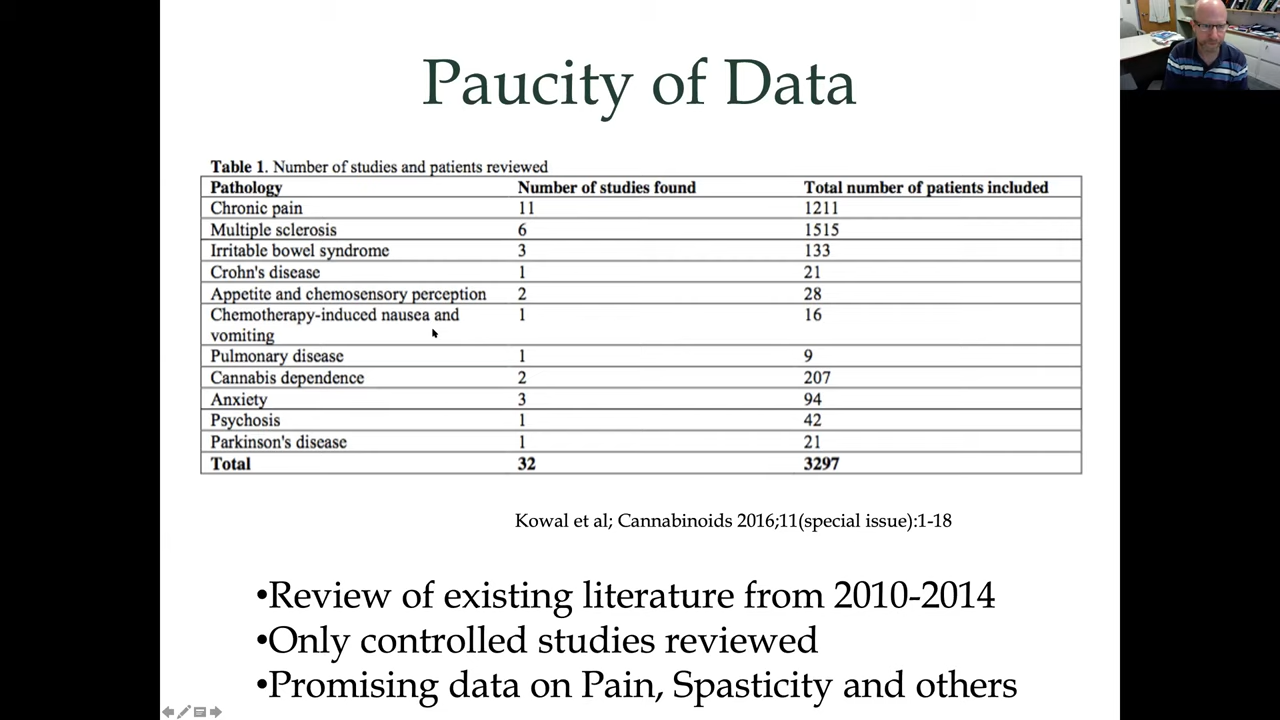 Paucity of Data
Table 1. Number of studies and patients reviewed
Pathology Number of studies found Total number of patients included
Chronic pain 11 1211
Multiple sclerosis 6 1515
Irritable bowel syndrome 3 133
Crohn's disease 1 21
Appetite and chemosensory perception 2 28
Chemotherapy-induced nausea and 1 16
vomiting
Pulmonary disease 1 9
Cannabis dependence 2 207
Anxiety 3 94
Psychosis 1 42
Parkinson's disease 1 21
Total 32 3297
Kowal et al; Cannabinoids 2016;11(special issue):1-18
•Review of existing literature from 2010-2014
•Only controlled studies reviewed
•Promising data on Pain, Spasticity and others